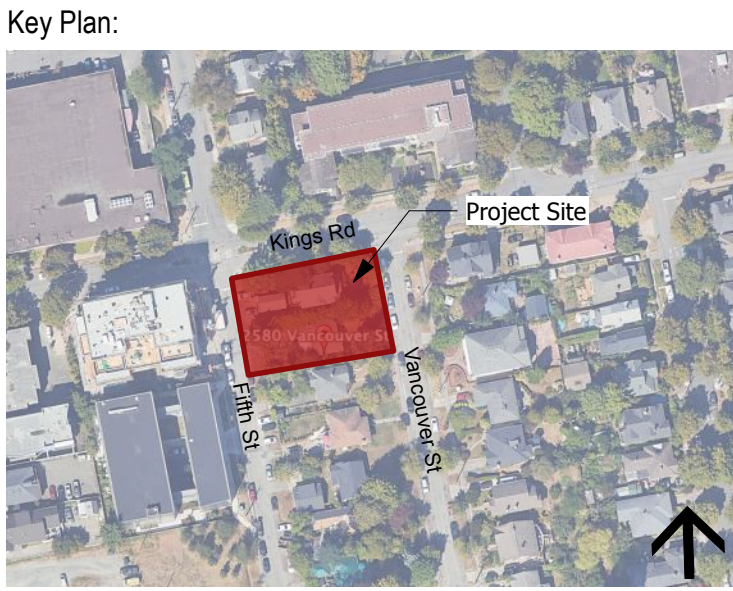 Key Plan:
Project Site
Kings Rd
2580 Vancouver St
Fifth St
Vancouver St